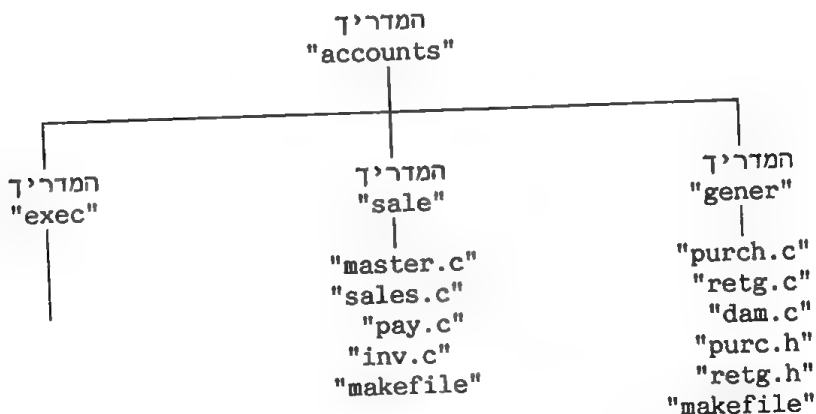 המדריך
"accounts"
המדריך
"exec"
המדריך
"sale"
"master.c"
"sales.c"
"pay.c"
"inv.c"
"makefile"
המדריך
"gener"
"purch.c"
"retg.c"
"dam.c"
"purc.h"
"retg.h"
"makefile"